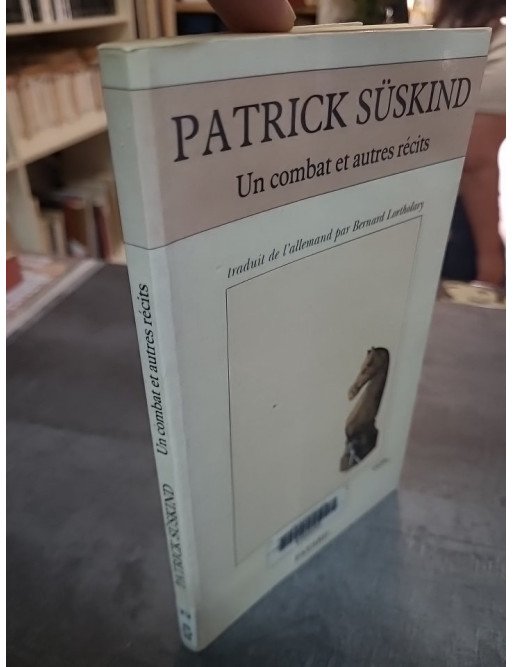 PATRICK SÜSKIND
Un combat et autres récits
traduit de l'allemand par Bernard Lortholary
Un combat et autres récits
PATRICK SÜSKIND